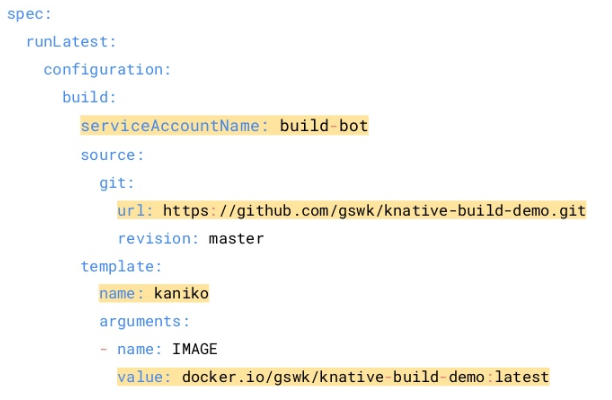 spec:
  runLatest:
    configuration:
      build:
        serviceAccountName: build-bot
        source:
          git:
            url: https://github.com/gswk/knative-build-demo.git
            revision: master
        template:
          name: kaniko
          arguments:
          - name: IMAGE
            value: docker.io/gswk/knative-build-demo:latest